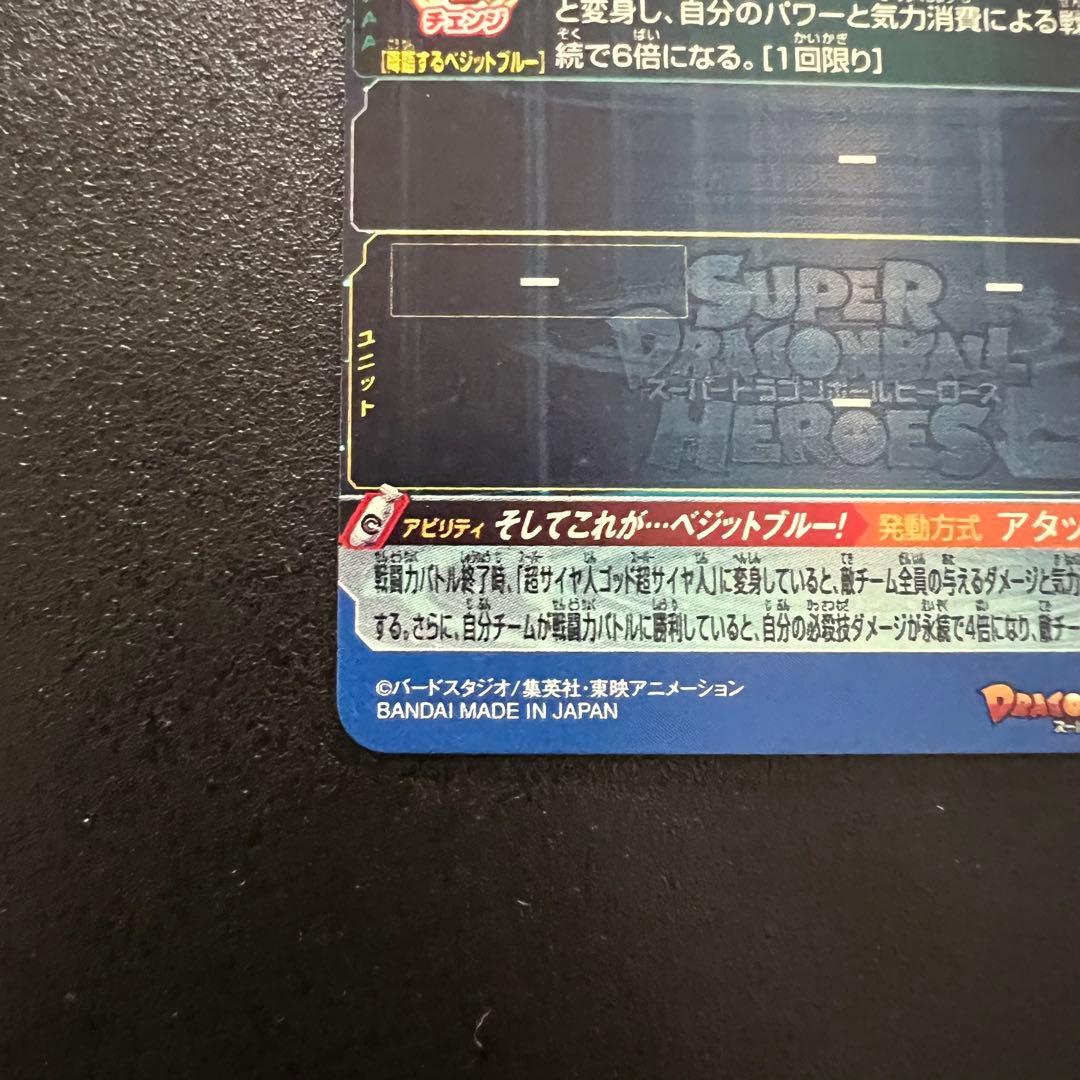 チェンジ
と変身し、自分のパワーと気力消費による戦
[降臨するベジットブルー]
続で6倍になる。[1回限り]
ユニット
SUPER
DRAGONBALL
スーパードラゴンボールヒーローズ
HEROES
アビリティ そしてこれが…ベジットブルー! 発動方式 アタッ
戦闘力バトル終了時、「超サイヤ人ゴッド超サイヤ人」に変身していると、敵チーム全員の与えるダメージと気力
する。さらに、自分チームが戦闘力バトルに勝利していると、自分の必殺技ダメージが永続で4倍になり、敵チー
©バードスタジオ/集英社・東映アニメーション
BANDAI MADE IN JAPAN
DRAGO